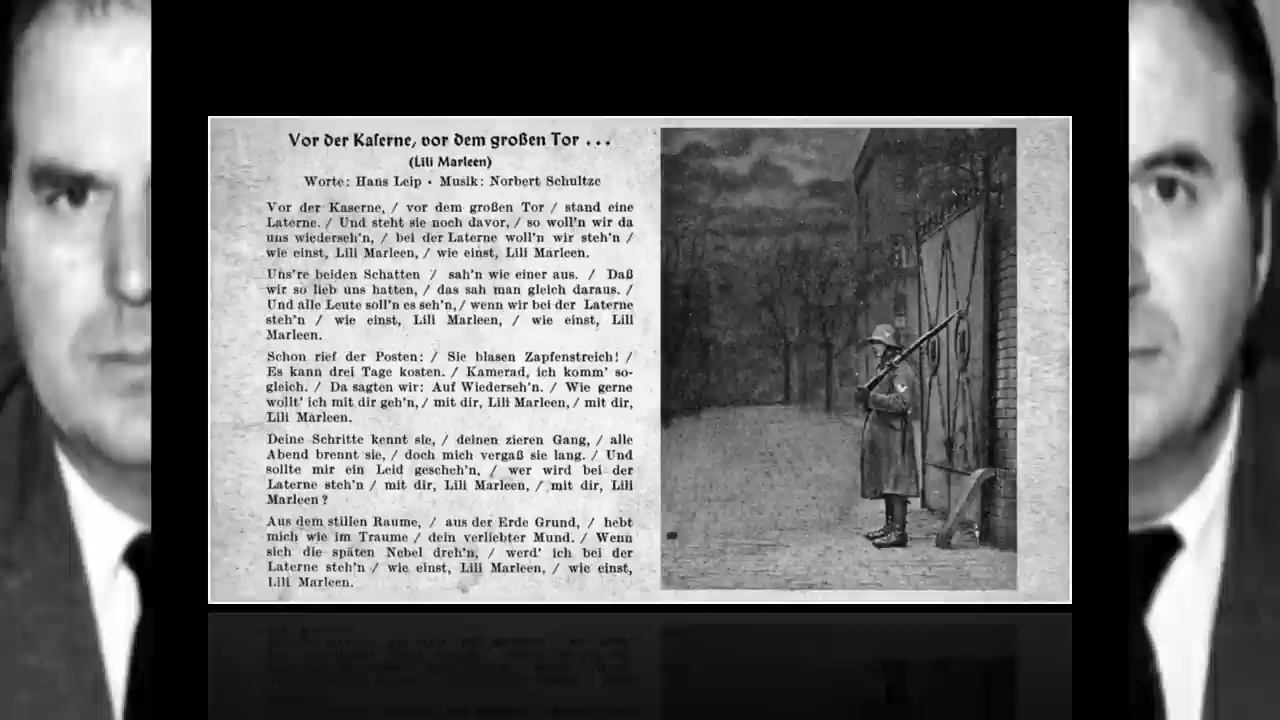 Vor der Kaserne, vor dem großen Tor ...
(Lili Marleen)
Worte: Hans Leip · Musik: Norbert Schultze
Vor der Kaserne, / vor dem großen Tor / stand eine
Laterne. / Und steht sie noch davor, / so woll'n wir da
uns wiederseh'n, / bei der Laterne woll'n wir steh'n /
wie einst, Lili Marleen, / wie einst, Lili Marleen.
Uns're beiden Schatten / sah'n wie einer aus. / Daß
wir so lieb uns hatten, / das sah man gleich daraus. /
Und alle Leute soll'n es seh'n, / wenn wir bei der Laterne
steh'n / wie einst, Lili Marleen, / wie einst, Lili
Marleen.
Schon rief der Posten: / Sie blasen Zapfenstreich! /
Es kann drei Tage kosten. / Kamerad, ich komm' so-
gleich. / Da sagten wir: Auf Wiederseh'n. / Wie gerne
wollt' ich mit dir geh'n, / mit dir, Lili Marleen, / mit dir,
Lili Marleen.
Deine Schritte kennt sie, / deinen zieren Gang, / alle
Abend brennt sie, / doch mich vergaß sie lang. / Und
sollte mir ein Leid gescheh'n, / wer wird bei der
Laterne steh'n / mit dir, Lili Marleen, / mit dir, Lili
Marleen?
Aus dem stillen Raume, / aus der Erde Grund, / hebt
mich wie im Traume / dein verliebter Mund. / Wenn
sich die späten Nebel dreh'n, / werd' ich bei der
Laterne steh'n / wie einst, Lili Marleen, / wie einst,
Lili Marleen.